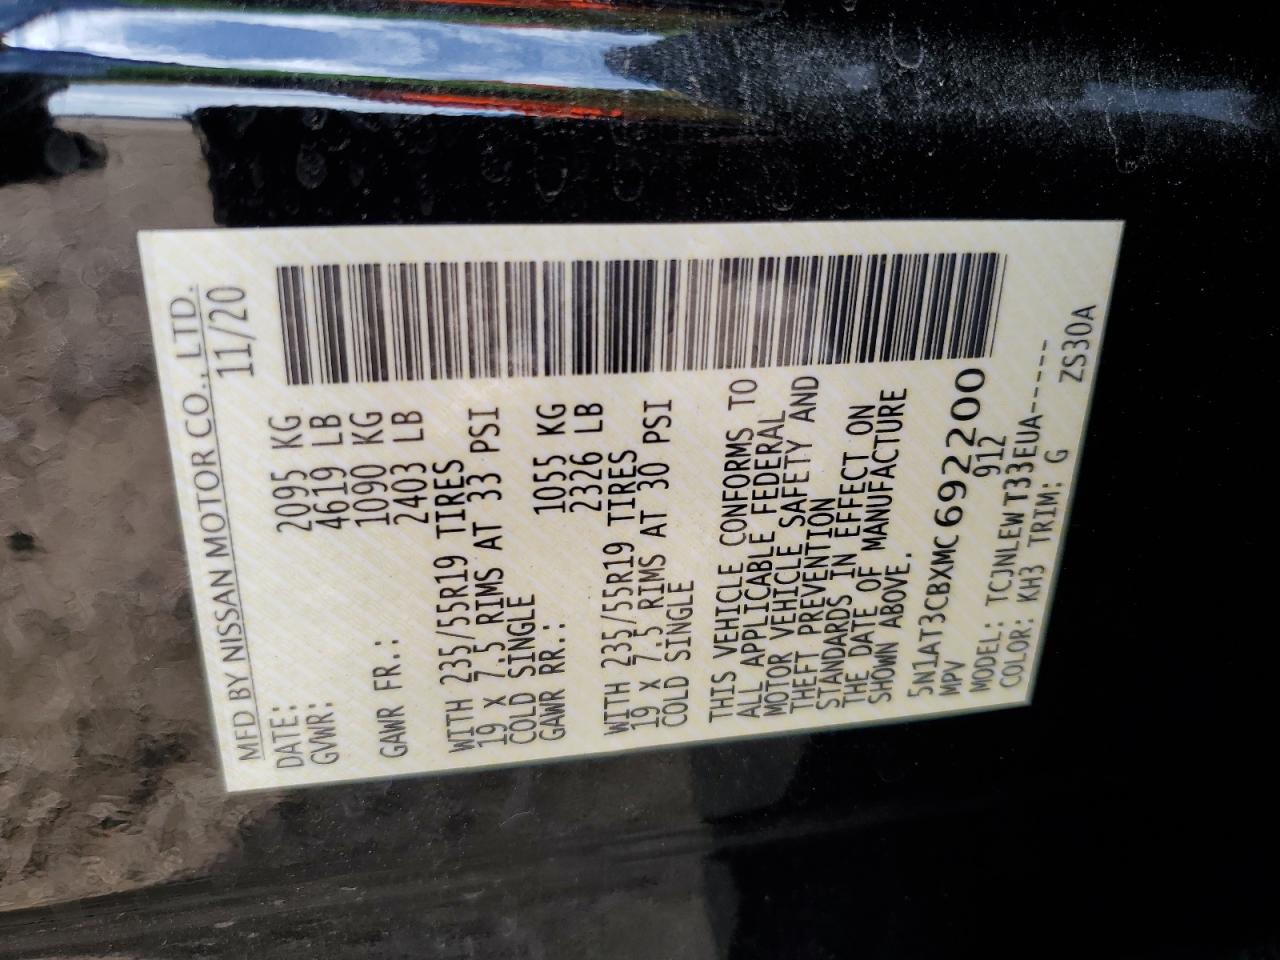 MFD BY NISSAN MOTOR CO., LTD.
DATE: 11/20
GVWR: 2095 KG
4619 LB
GAWR FR.: 1090 KG
2403 LB
WITH 235/55R19 TIRES
19 X 7.5 RIMS AT 33 PSI
COLD SINGLE
GAWR RR.: 1055 KG
2326 LB
WITH 235/55R19 TIRES
19 X 7.5 RIMS AT 30 PSI
COLD SINGLE
THIS VEHICLE CONFORMS TO
ALL APPLICABLE FEDERAL
MOTOR VEHICLE SAFETY AND
THEFT PREVENTION
STANDARDS IN EFFECT ON
THE DATE OF MANUFACTURE
SHOWN ABOVE.
5N1AT3CBXMC692200
MPV 912
MODEL: TCJNLEWT33EUA-----
COLOR: KH3 TRIM: G ZS30A